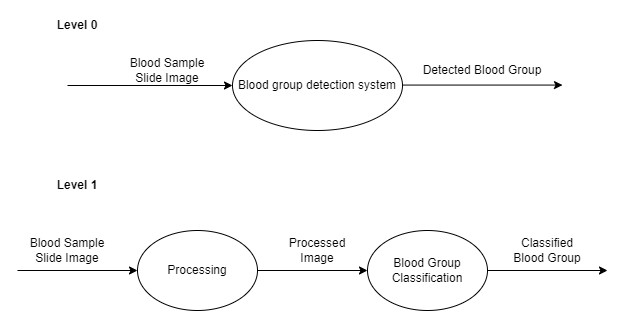 Level 0
Blood Sample
Slide Image
Blood group detection system
Detected Blood Group
Level 1
Blood Sample
Slide Image
Processing
Processed
Image
Blood Group
Classification
Classified
Blood Group